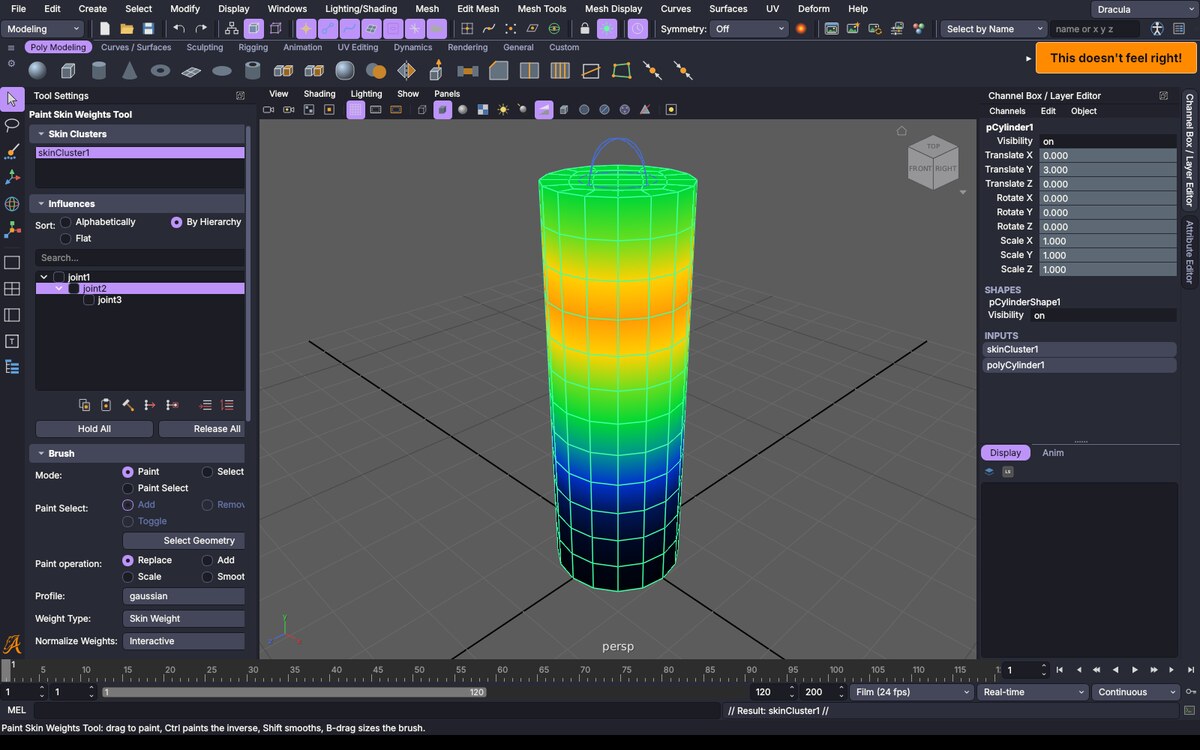 File Edit Create Select Modify Display Windows Lighting/Shading Mesh Edit Mesh Mesh Tools Mesh Display Curves Surfaces UV Deform Help
Dracula
Modeling
Symmetry: Off
Select by Name
name or x y z
Poly Modeling Curves / Surfaces Sculpting Rigging Animation UV Editing Dynamics Rendering General Custom
This doesn't feel right!
Tool Settings
Paint Skin Weights Tool
Skin Clusters
skinCluster1
Influences
Sort: Alphabetically By Hierarchy
Flat
Search...
joint1
joint2
joint3
Hold All Release All
Brush
Mode: Paint Select
Paint Select
Paint Select: Add Remov
Toggle
Select Geometry
Paint operation: Replace Add
Scale Smoot
Profile: gaussian
Weight Type: Skin Weight
Normalize Weights: Interactive
View Shading Lighting Show Panels
TOP
FRONT RIGHT
y
persp
Channel Box / Layer Editor
Channels Edit Object
pCylinder1
Visibility on
Translate X 0.000
Translate Y 3.000
Translate Z 0.000
Rotate X 0.000
Rotate Y 0.000
Rotate Z 0.000
Scale X 1.000
Scale Y 1.000
Scale Z 1.000
SHAPES
pCylinderShape1
Visibility on
INPUTS
skinCluster1
polyCylinder1
Display Anim
Channel Box / Layer Editor
Attribute Editor
1 5 10 15 20 25 30 35 40 45 50 55 60 65 70 75 80 85 90 95 100 105 110 115
1
1 1 1 120 120 200 Film (24 fps) Real-time Continuous
MEL // Result: skinCluster1 //
Paint Skin Weights Tool: drag to paint, Ctrl paints the inverse, Shift smooths, B-drag sizes the brush.